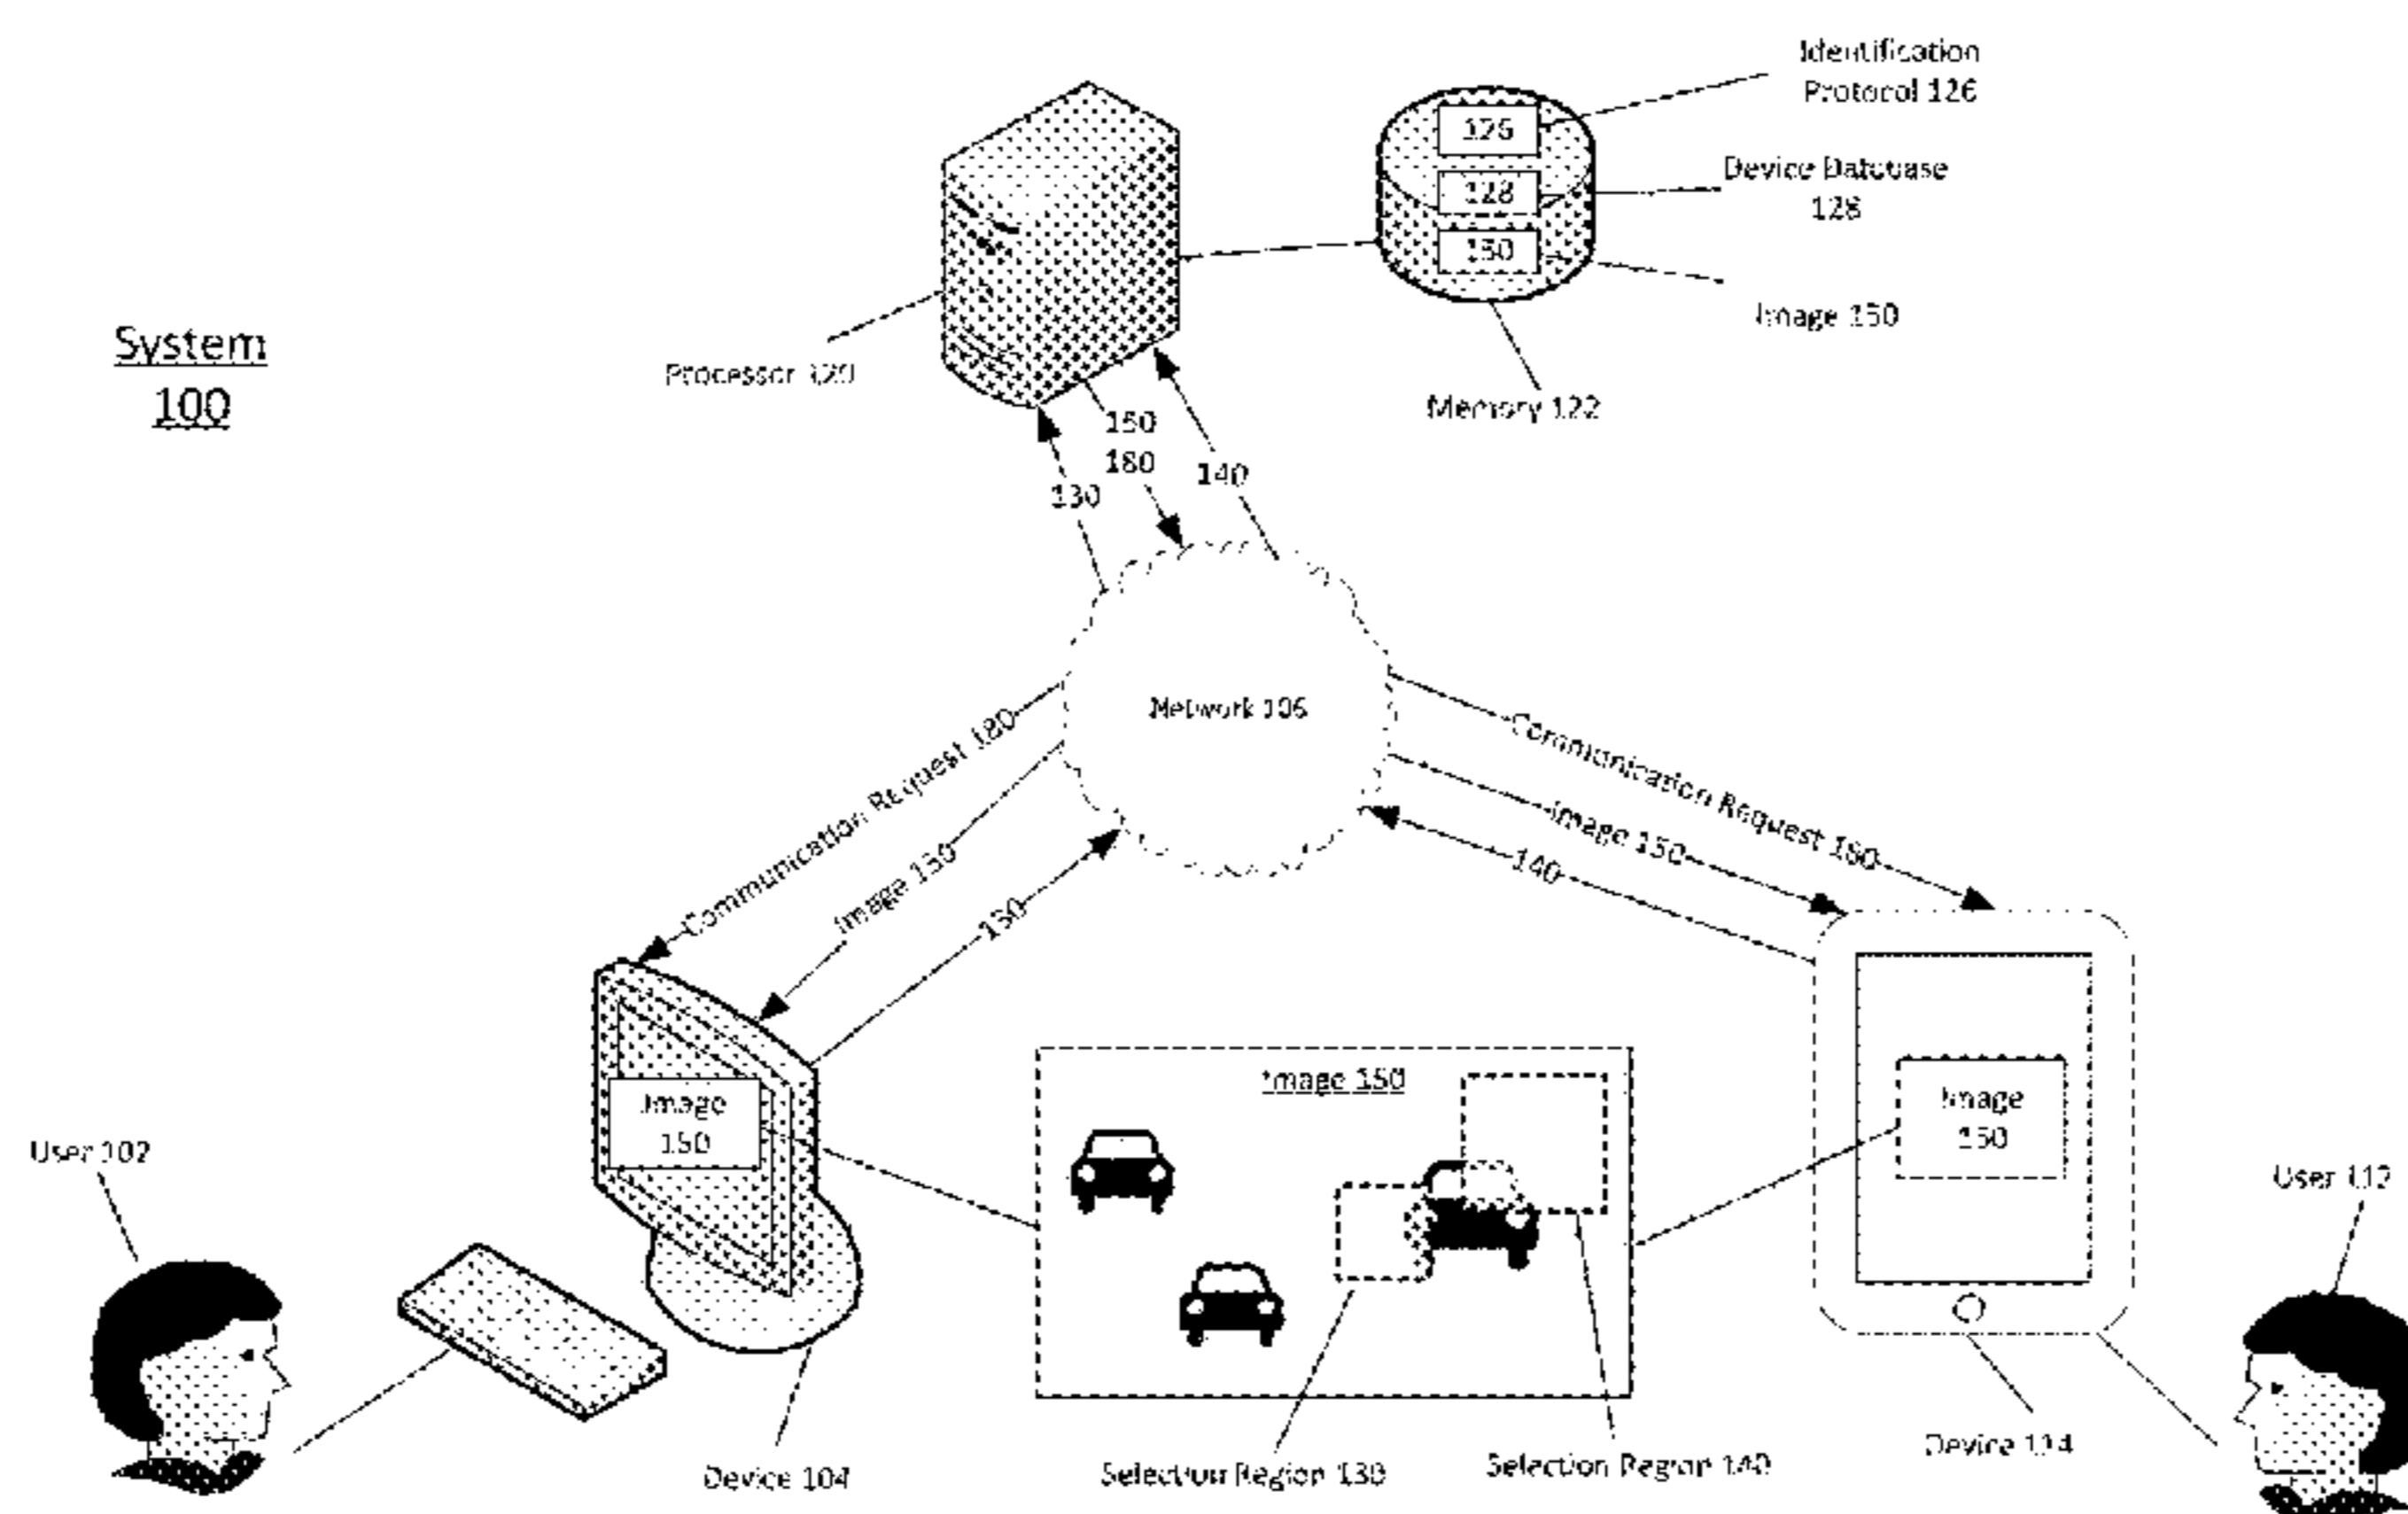 Identification
Protocol 126
126
Device Database
128
128
150
Image 150
System
100
Processor 120
Memory 122
150
180
140
130
Network 106
Communication Request 180
Image 150
130
Communication Request 180
Image 150
140
Image 150
Image
150
Image
150
User 102
User 112
Device 104
Selection Region 130
Selection Region 140
Device 114